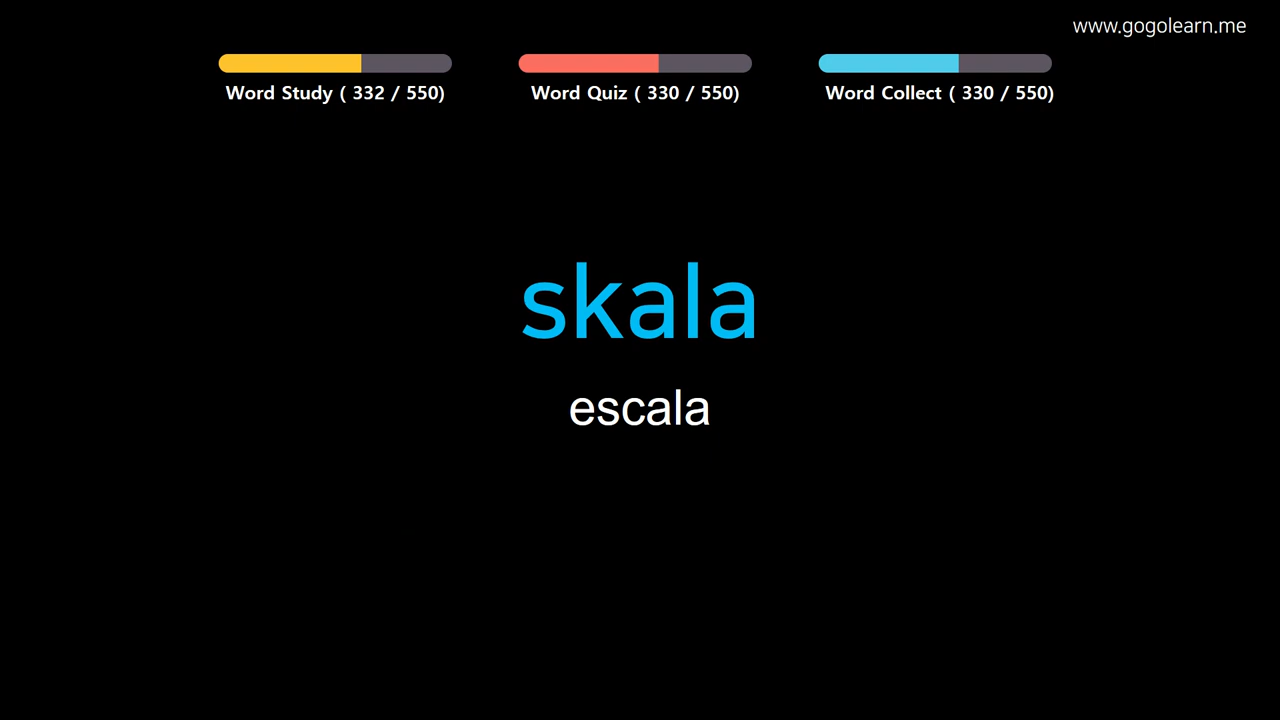 www.gogolearn.me
Word Study ( 332 / 550)
Word Quiz ( 330 / 550)
Word Collect ( 330 / 550)
skala
escala